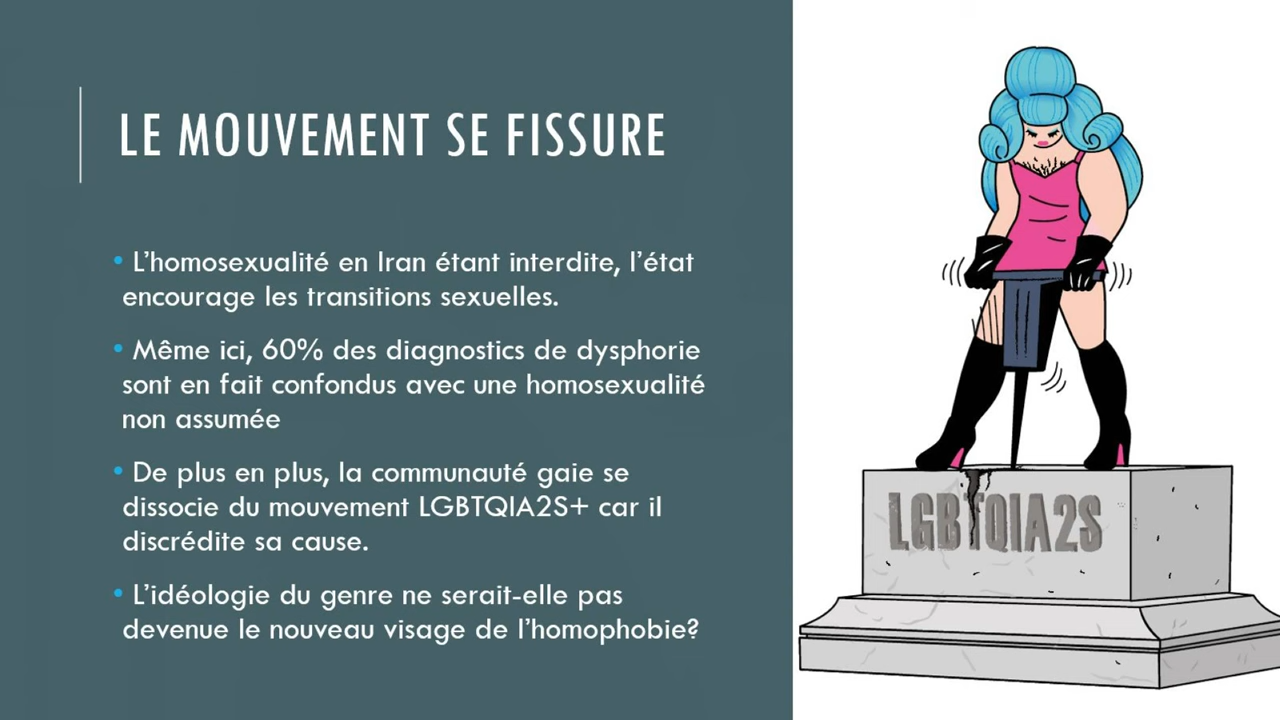 LE MOUVEMENT SE FISSURE
• L'homosexualité en Iran étant interdite, l'état
encourage les transitions sexuelles.
• Même ici, 60% des diagnostics de dysphorie
sont en fait confondus avec une homosexualité
non assumée
• De plus en plus, la communauté gaie se
dissocie du mouvement LGBTQIA2S+ car il
discrédite sa cause.
• L'idéologie du genre ne serait-elle pas
devenue le nouveau visage de l'homophobie?
LGBTQIA2S